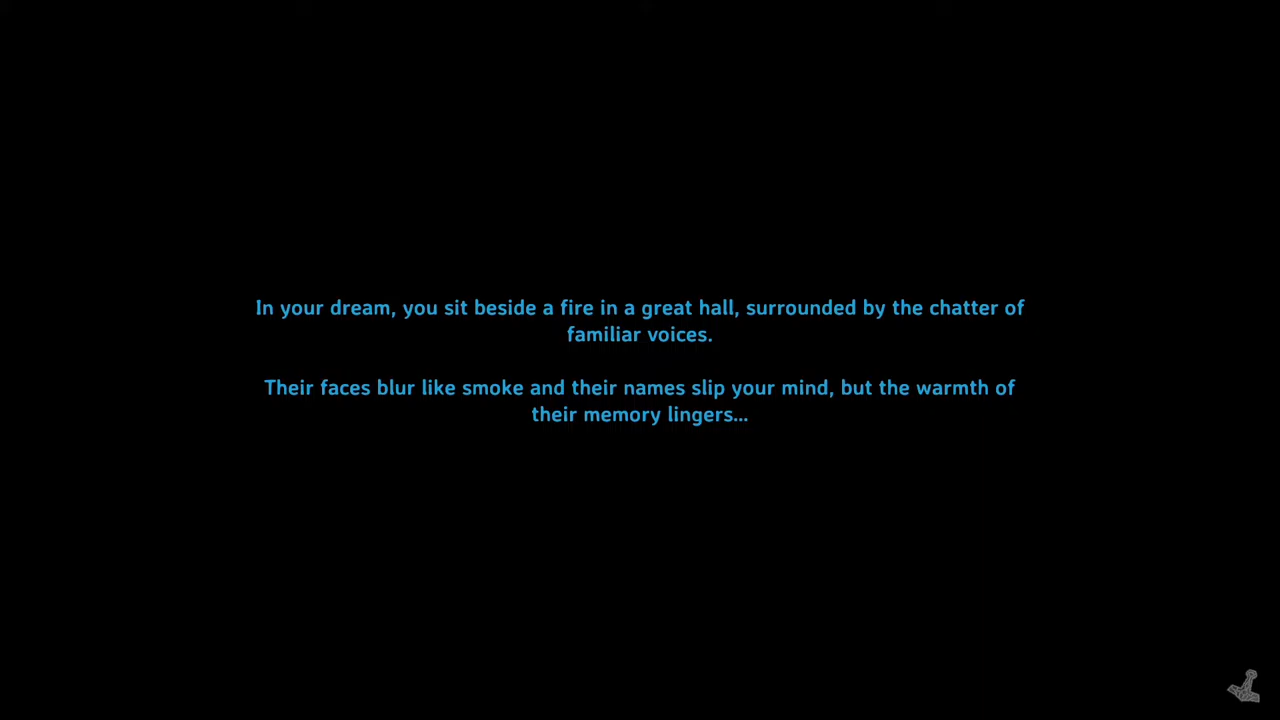 In your dream, you sit beside a fire in a great hall, surrounded by the chatter of
familiar voices.
Their faces blur like smoke and their names slip your mind, but the warmth of
their memory lingers...